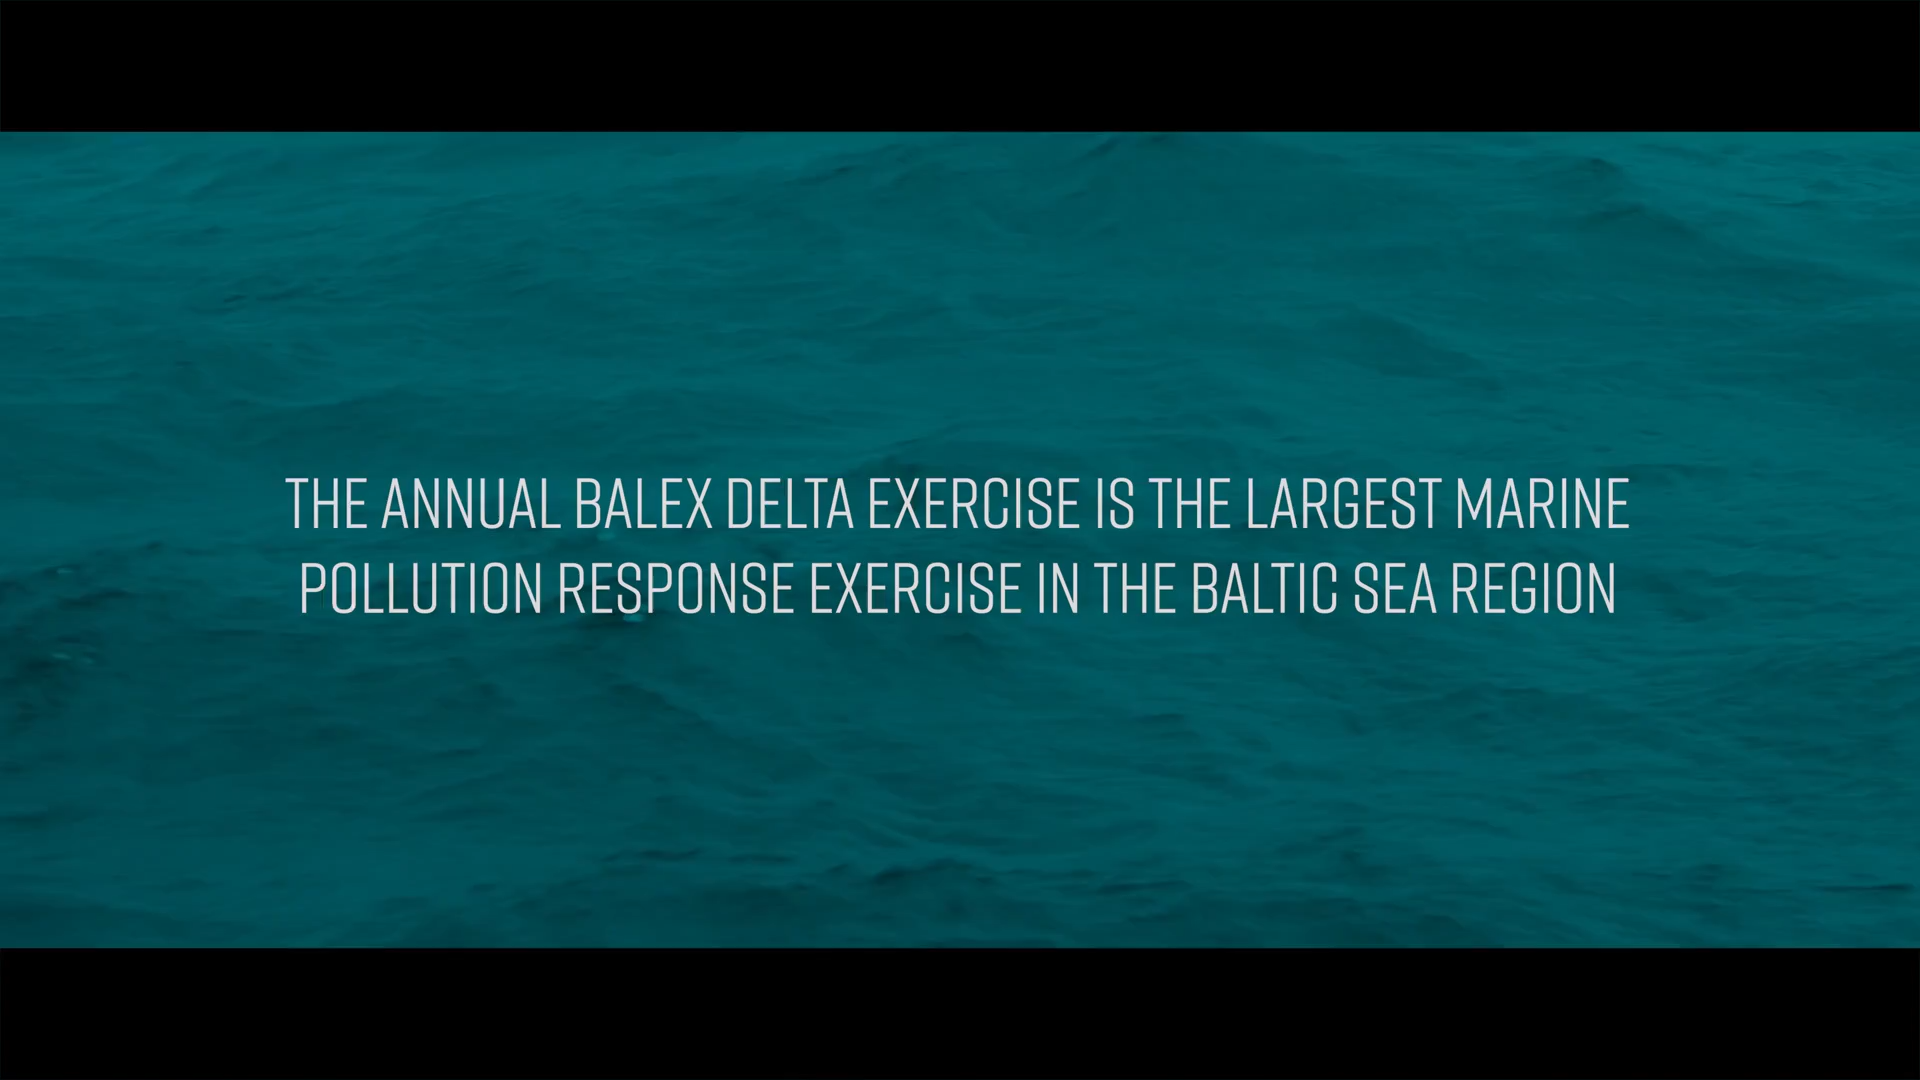 THE ANNUAL BALEX DELTA EXERCISE IS THE LARGEST MARINE
POLLUTION RESPONSE EXERCISE IN THE BALTIC SEA REGION